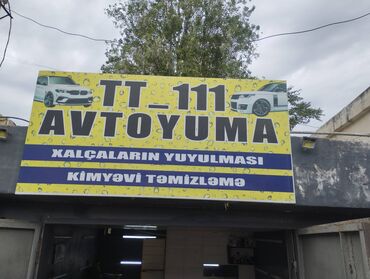 TT_111
AVTOYUMA
XALÇALARIN YUYULMASI
KİMYƏVİ TƏMİZLƏMƏ